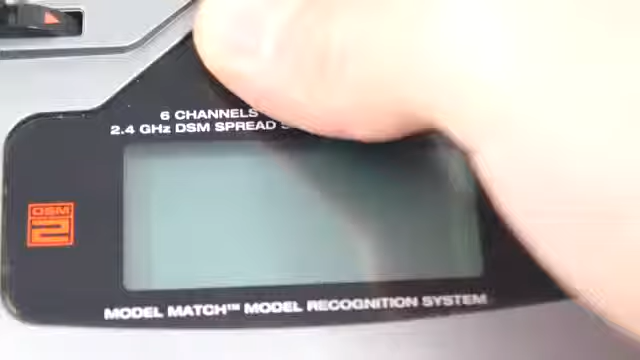 6 CHANNELS
2.4 GHz DSM SPREAD
DSM
2
MODEL MATCH™ MODEL RECOGNITION SYSTEM